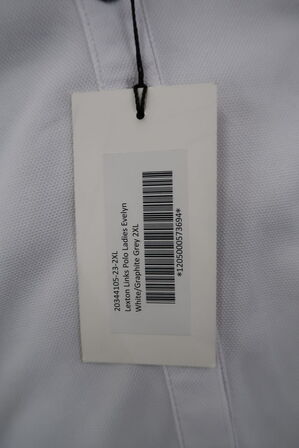 20344105-23-2XL
Lexton Links Polo Ladies Evelyn
White/Graphite Grey 2XL
*1205000573694*